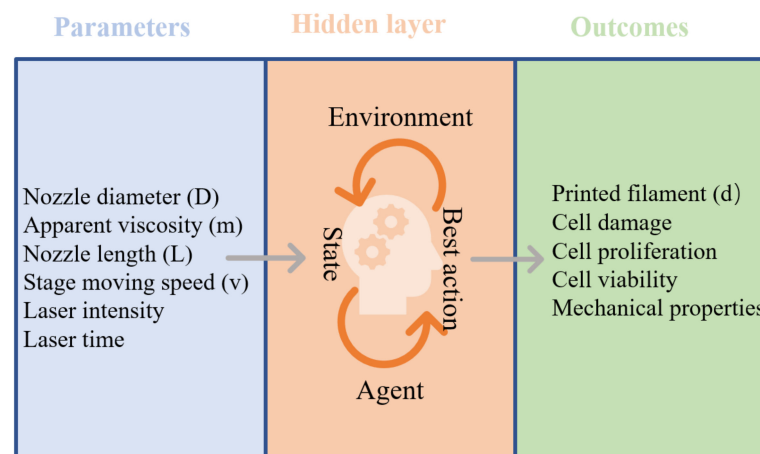 Parameters
Hidden layer
Outcomes
Nozzle diameter (D)
Apparent viscosity (m)
Nozzle length (L)
Stage moving speed (v)
Laser intensity
Laser time
Environment
State
Best action
Agent
Printed filament (d)
Cell damage
Cell proliferation
Cell viability
Mechanical properties